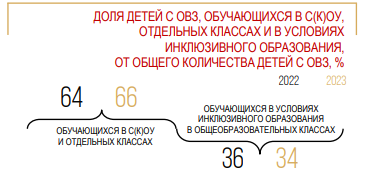 ДОЛЯ ДЕТЕЙ С ОВЗ, ОБУЧАЮЩИХСЯ В С(К)ОУ,
ОТДЕЛЬНЫХ КЛАССАХ И В УСЛОВИЯХ
ИНКЛЮЗИВНОГО ОБРАЗОВАНИЯ,
ОТ ОБЩЕГО КОЛИЧЕСТВА ДЕТЕЙ С ОВЗ, %
2022 2023
64 66
ОБУЧАЮЩИХСЯ В С(К)ОУ
И ОТДЕЛЬНЫХ КЛАССАХ
ОБУЧАЮЩИХСЯ В УСЛОВИЯХ
ИНКЛЮЗИВНОГО ОБРАЗОВАНИЯ
В ОБЩЕОБРАЗОВАТЕЛЬНЫХ КЛАССАХ
36 34